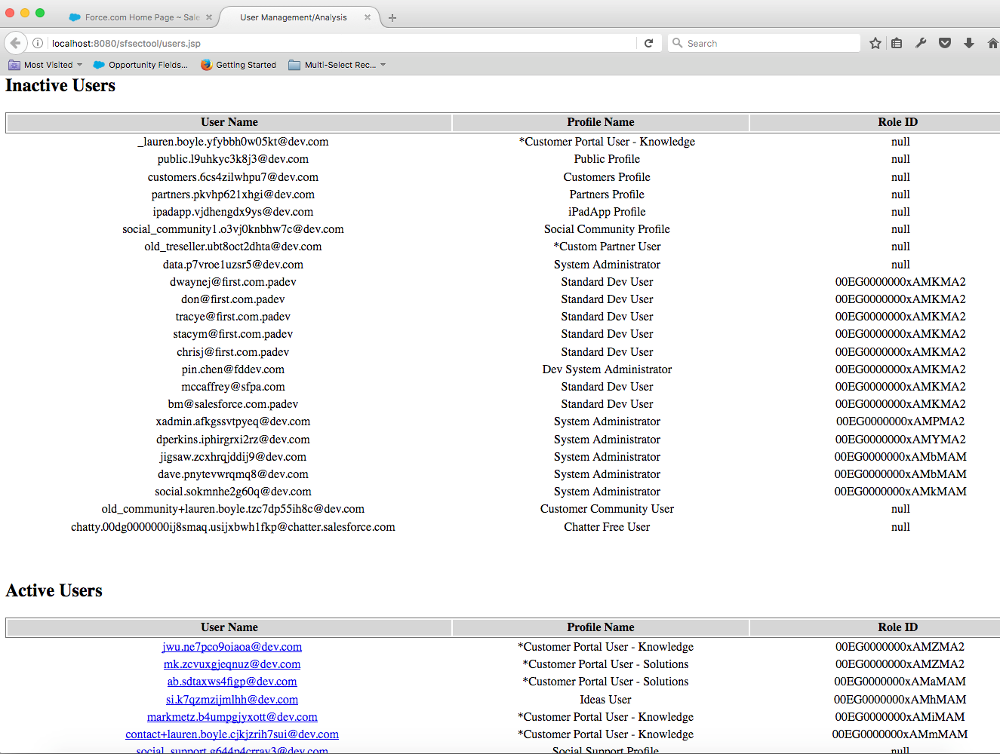 Force.com Home Page ~ Sale
User Management/Analysis
localhost:8080/sfsectool/users.jsp
Search
Most Visited
Opportunity Fields...
Getting Started
Multi-Select Rec...
Inactive Users
User Name Profile Name Role ID
_lauren.boyle.yfybbh0w05kt@dev.com *Customer Portal User - Knowledge null
public.l9uhkyc3k8j3@dev.com Public Profile null
customers.6cs4zilwhpu7@dev.com Customers Profile null
partners.pkvhp621xhgi@dev.com Partners Profile null
ipadapp.vjdhengdx9ys@dev.com iPadApp Profile null
social_community1.o3vj0knbhw7c@dev.com Social Community Profile null
old_treseller.ubt8oct2dhta@dev.com *Custom Partner User null
data.p7vroe1uzsr5@dev.com System Administrator null
dwaynej@first.com.padev Standard Dev User 00EG0000000xAMKMA2
don@first.com.padev Standard Dev User 00EG0000000xAMKMA2
tracye@first.com.padev Standard Dev User 00EG0000000xAMKMA2
stacym@first.com.padev Standard Dev User 00EG0000000xAMKMA2
chrisj@first.com.padev Standard Dev User 00EG0000000xAMKMA2
pin.chen@fddev.com Dev System Administrator 00EG0000000xAMKMA2
mccaffrey@sfpa.com Standard Dev User 00EG0000000xAMKMA2
bm@salesforce.com.padev Standard Dev User 00EG0000000xAMKMA2
xadmin.afkgssvtpyeq@dev.com System Administrator 00EG0000000xAMPMA2
dperkins.iphirgrxi2rz@dev.com System Administrator 00EG0000000xAMYMA2
jigsaw.zcxhrqjddij9@dev.com System Administrator 00EG0000000xAMbMAM
dave.pnytevwrqmq8@dev.com System Administrator 00EG0000000xAMbMAM
social.sokmnhe2g60q@dev.com System Administrator 00EG0000000xAMkMAM
old_community+lauren.boyle.tzc7dp55ih8c@dev.com Customer Community User null
chatty.00dg0000000ij8smaq.usijxbwh1fkp@chatter.salesforce.com Chatter Free User null
Active Users
User Name Profile Name Role ID
jwu.ne7pco9oiaoa@dev.com *Customer Portal User - Knowledge 00EG0000000xAMZMA2
mk.zcvuxgjeqnuz@dev.com *Customer Portal User - Solutions 00EG0000000xAMZMA2
ab.sdtaxws4figp@dev.com *Customer Portal User - Solutions 00EG0000000xAMaMAM
si.k7qzmzijmlhh@dev.com Ideas User 00EG0000000xAMhMAM
markmetz.b4umpgjyxott@dev.com *Customer Portal User - Knowledge 00EG0000000xAMiMAM
contact+lauren.boyle.cjkjzrih7sui@dev.com *Customer Portal User - Knowledge 00EG0000000xAMmMAM
social_support.g644p4crrav3@dev.com Social Support Profile null